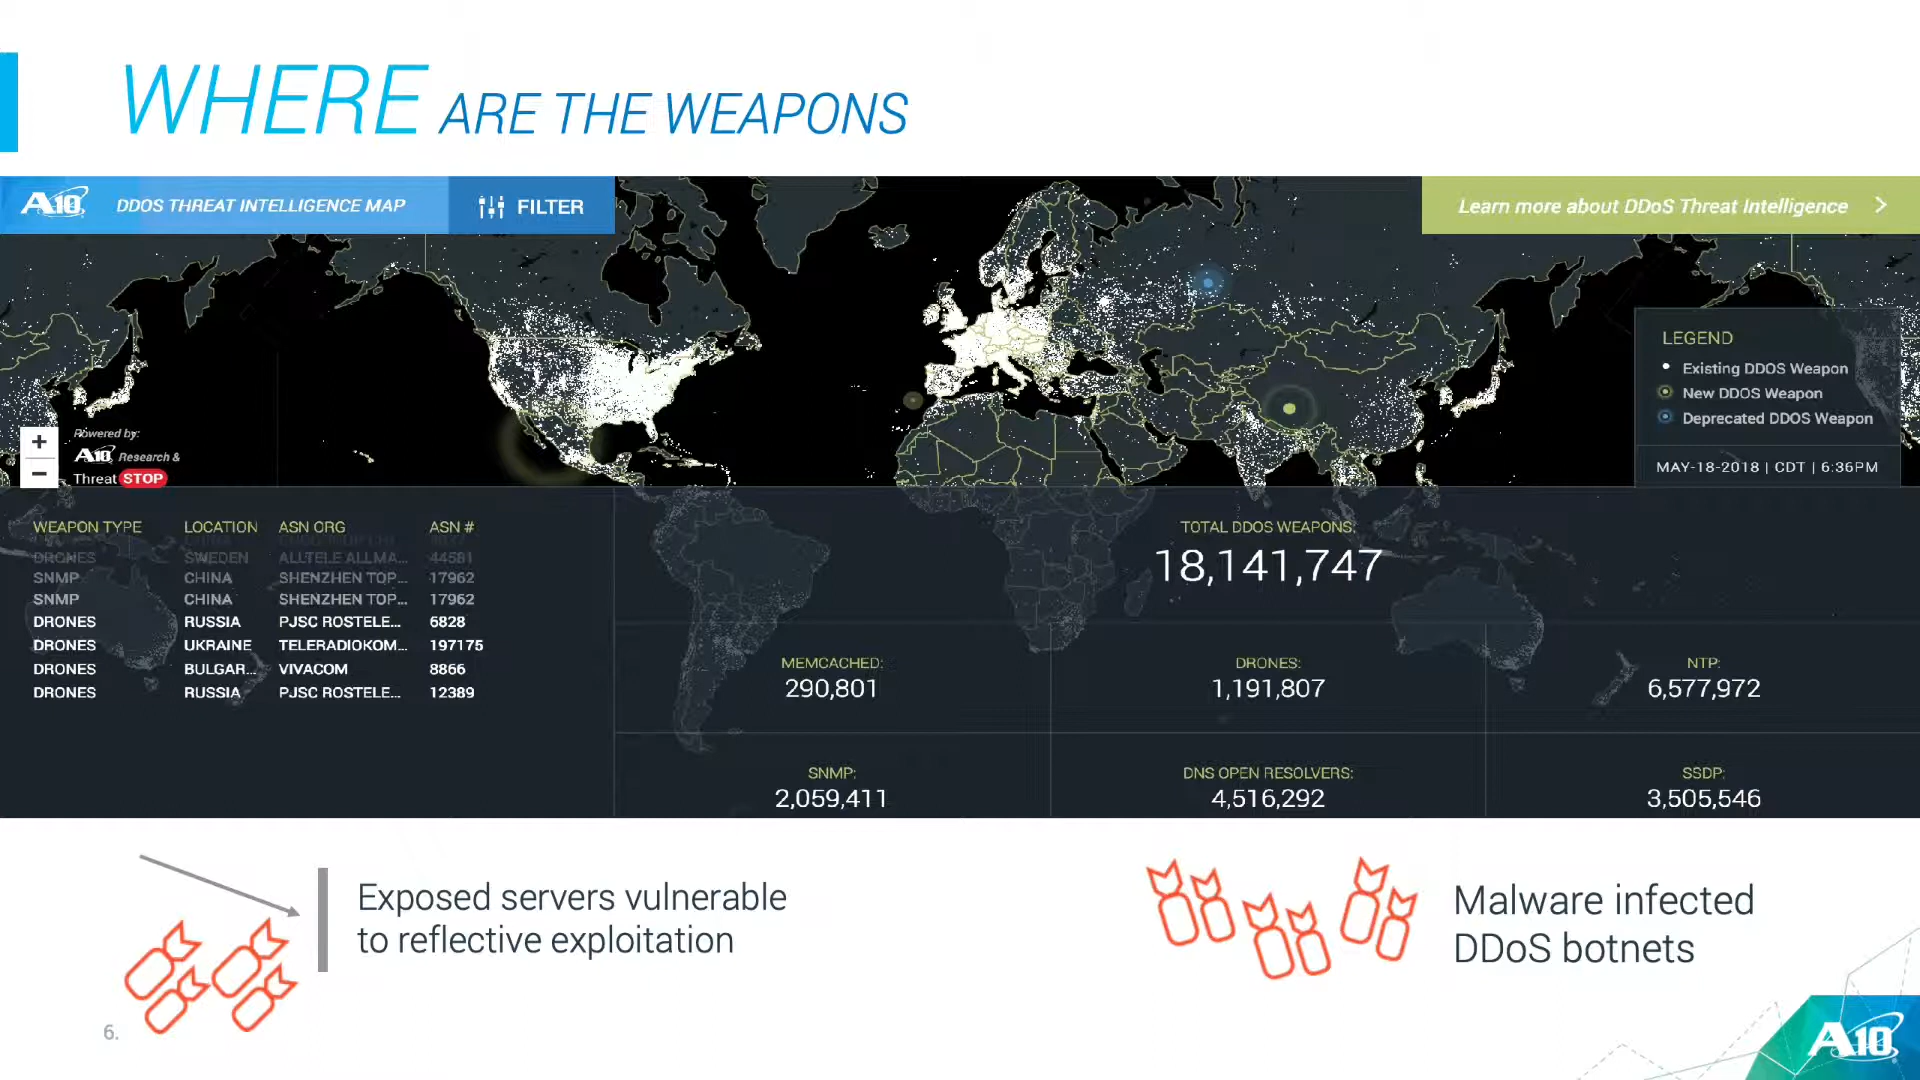 WHERE ARE THE WEAPONS
A10 DDOS THREAT INTELLIGENCE MAP
FILTER
Learn more about DDoS Threat Intelligence
LEGEND
Existing DDOS Weapon
New DDOS Weapon
Deprecated DDOS Weapon
MAY-18-2018 | CDT | 6:36PM
+
−
Powered by:
A10 Research &
Threat STOP
WEAPON TYPE LOCATION ASN ORG ASN #
DRONES SWEDEN ALLTELE ALLMA... 44581
SNMP CHINA SHENZHEN TOP... 17962
SNMP CHINA SHENZHEN TOP... 17962
DRONES RUSSIA PJSC ROSTELE... 6828
DRONES UKRAINE TELERADIOKOM... 197175
DRONES BULGAR... VIVACOM 8866
DRONES RUSSIA PJSC ROSTELE... 12389
TOTAL DDOS WEAPONS:
18,141,747
MEMCACHED:
290,801
DRONES:
1,191,807
NTP:
6,577,972
SNMP:
2,059,411
DNS OPEN RESOLVERS:
4,516,292
SSDP:
3,505,546
Exposed servers vulnerable
to reflective exploitation
Malware infected
DDoS botnets
6.
A10